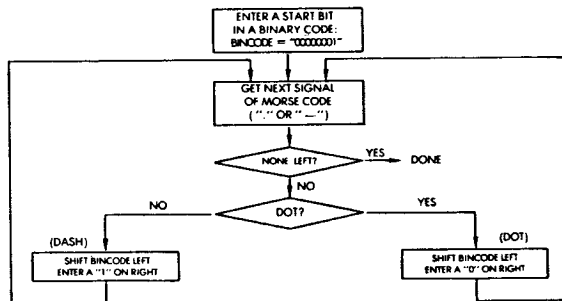 ENTER A START BIT
IN A BINARY CODE:
BINCODE = "00000001"
GET NEXT SIGNAL
OF MORSE CODE
("." OR "—")
NONE LEFT?
YES
DONE
NO
DOT?
NO
YES
(DASH)
SHIFT BINCODE LEFT
ENTER A "1" ON RIGHT
(DOT)
SHIFT BINCODE LEFT
ENTER A "0" ON RIGHT